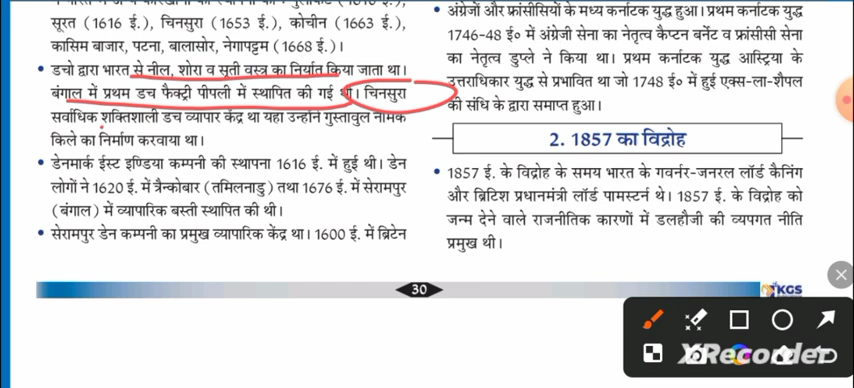 सूरत (1616 ई.), चिनसुरा (1653 ई.), कोचीन (1663 ई.),
कासिम बाजार, पटना, बालासोर, नेगापट्टम (1668 ई.)।
• डचो द्वारा भारत से नील, शोरा व सूती वस्त्र का निर्यात किया जाता था।
बंगाल में प्रथम डच फैक्ट्री पीपली में स्थापित की गई थी। चिनसुरा
सर्वाधिक शक्तिशाली डच व्यापार केंद्र था यहां उन्होंने गुस्तावुल नामक
किले का निर्माण करवाया था।
• डेनमार्क ईस्ट इण्डिया कम्पनी की स्थापना 1616 ई. में हुई थी। डेन
लोगों ने 1620 ई. में त्रैन्कोबार (तमिलनाडु) तथा 1676 ई. में सेरामपुर
(बंगाल) में व्यापारिक बस्ती स्थापित की थी।
• सेरामपुर डेन कम्पनी का प्रमुख व्यापारिक केंद्र था। 1600 ई. में ब्रिटेन
• अंग्रेजों और फ्रांसीसियों के मध्य कर्नाटक युद्ध हुआ। प्रथम कर्नाटक युद्ध
1746-48 ई० में अंग्रेजी सेना का नेतृत्व कैप्टन बर्नेट व फ्रांसीसी सेना
का नेतृत्व डुप्ले ने किया था। प्रथम कर्नाटक युद्ध आस्ट्रिया के
उत्तराधिकार युद्ध से प्रभावित था जो 1748 ई० में हुई एक्स-ला-शैपल
की संधि के द्वारा समाप्त हुआ।
2. 1857 का विद्रोह
• 1857 ई. के विद्रोह के समय भारत के गवर्नर-जनरल लॉर्ड कैनिंग
और ब्रिटिश प्रधानमंत्री लॉर्ड पामस्टर्न थे। 1857 ई. के विद्रोह को
जन्म देने वाले राजनीतिक कारणों में डलहौजी की व्यपगत नीति
प्रमुख थी।
30
KGS
XRecorder